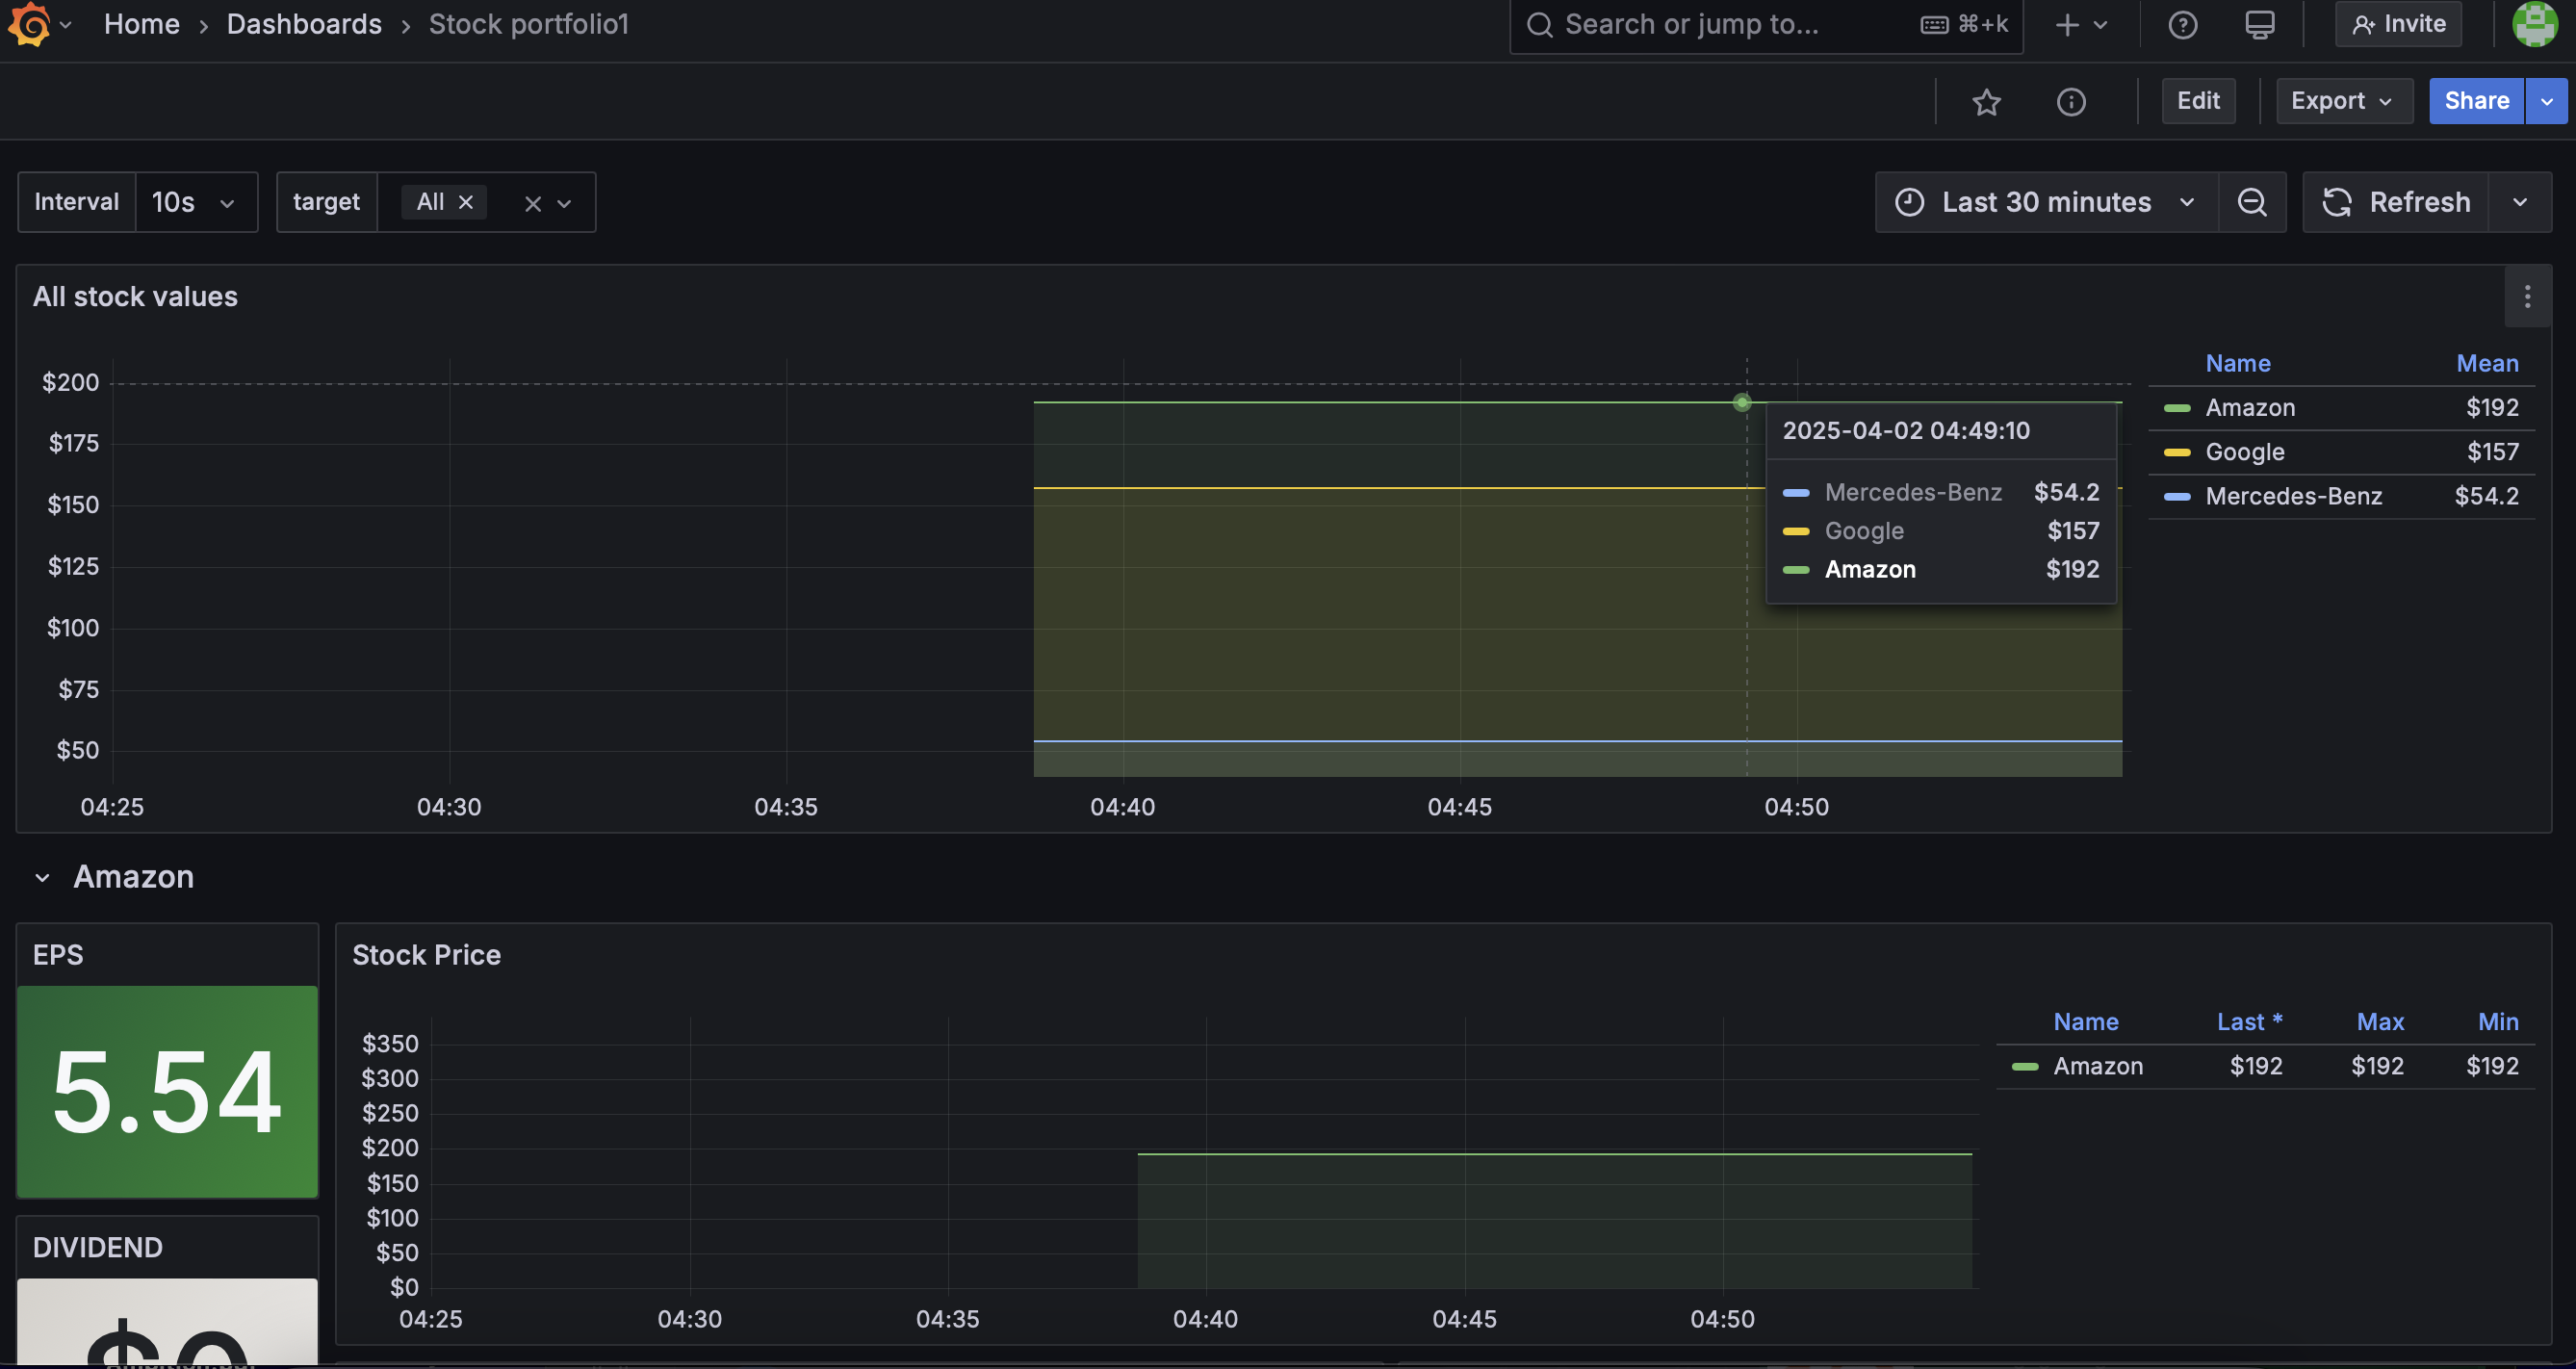 Home › Dashboards › Stock portfolio1
Search or jump to... ⌘+k
Invite
Edit
Export
Share
Interval 10s
target All
Last 30 minutes
Refresh
All stock values
$200
$175
$150
$125
$100
$75
$50
04:25 04:30 04:35 04:40 04:45 04:50
2025-04-02 04:49:10
Mercedes-Benz $54.2
Google $157
Amazon $192
Name Mean
Amazon $192
Google $157
Mercedes-Benz $54.2
Amazon
EPS
5.54
DIVIDEND
$0
Stock Price
$350
$300
$250
$200
$150
$100
$50
$0
04:25 04:30 04:35 04:40 04:45 04:50
Name Last * Max Min
Amazon $192 $192 $192